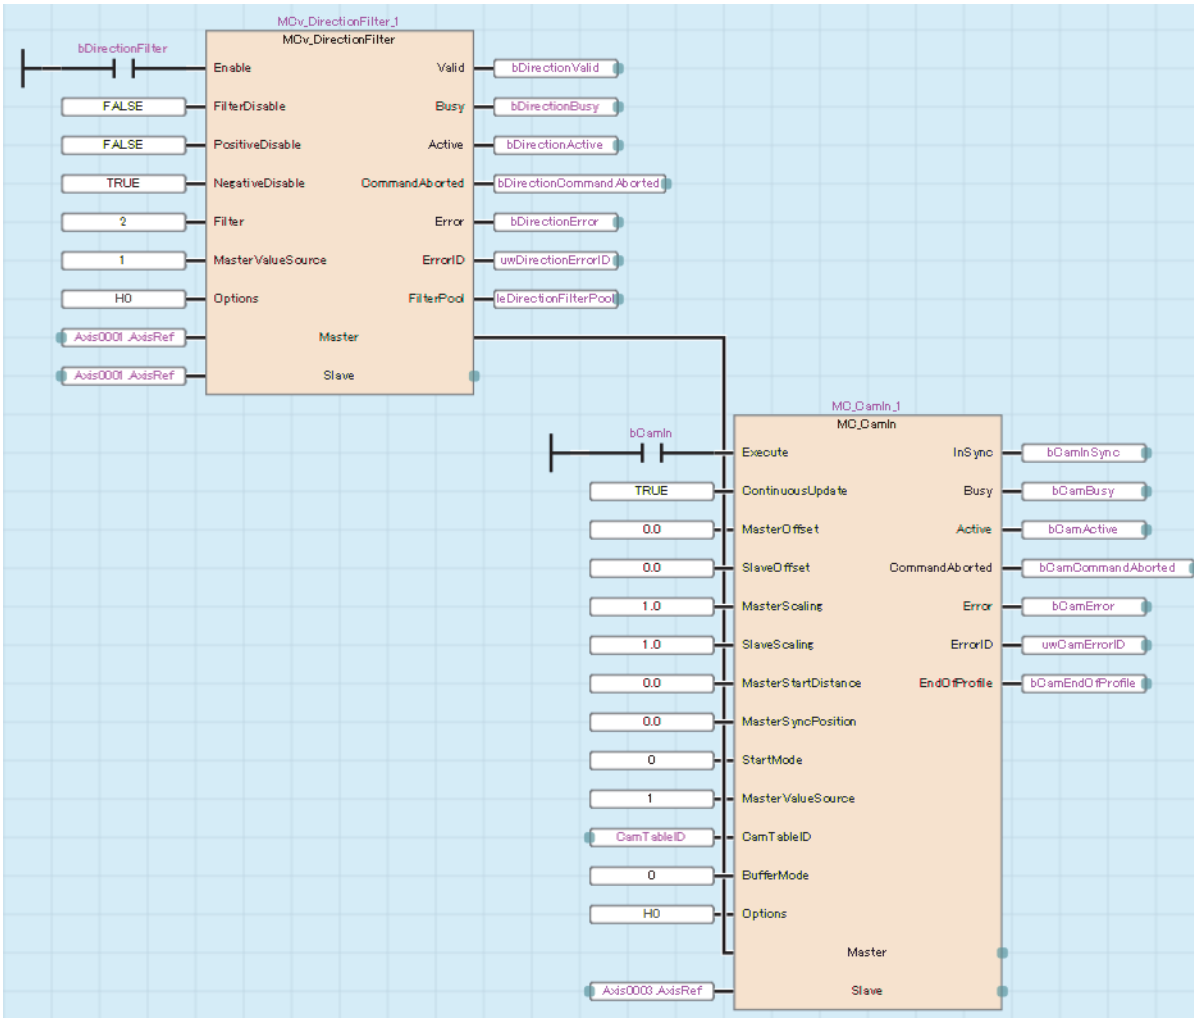 MCv_DirectionFilter_1
MCv_DirectionFilter
bDirectionFilter
Enable Valid bDirectionValid
FALSE FilterDisable Busy bDirectionBusy
FALSE PositiveDisable Active bDirectionActive
TRUE NegativeDisable CommandAborted bDirectionCommandAborted
2 Filter Error bDirectionError
1 MasterValueSource ErrorID uwDirectionErrorID
H0 Options FilterPool leDirectionFilterPool
Axis0001.AxisRef Master
Axis0001.AxisRef Slave
MC_CamIn_1
MC_CamIn
bCamIn
Execute InSync bCamInSync
TRUE ContinuousUpdate Busy bCamBusy
0.0 MasterOffset Active bCamActive
0.0 SlaveOffset CommandAborted bCamCommandAborted
1.0 MasterScaling Error bCamError
1.0 SlaveScaling ErrorID uwCamErrorID
0.0 MasterStartDistance EndOfProfile bCamEndOfProfile
0.0 MasterSyncPosition
0 StartMode
1 MasterValueSource
CamTableID CamTableID
0 BufferMode
H0 Options
Master
Axis0003.AxisRef Slave